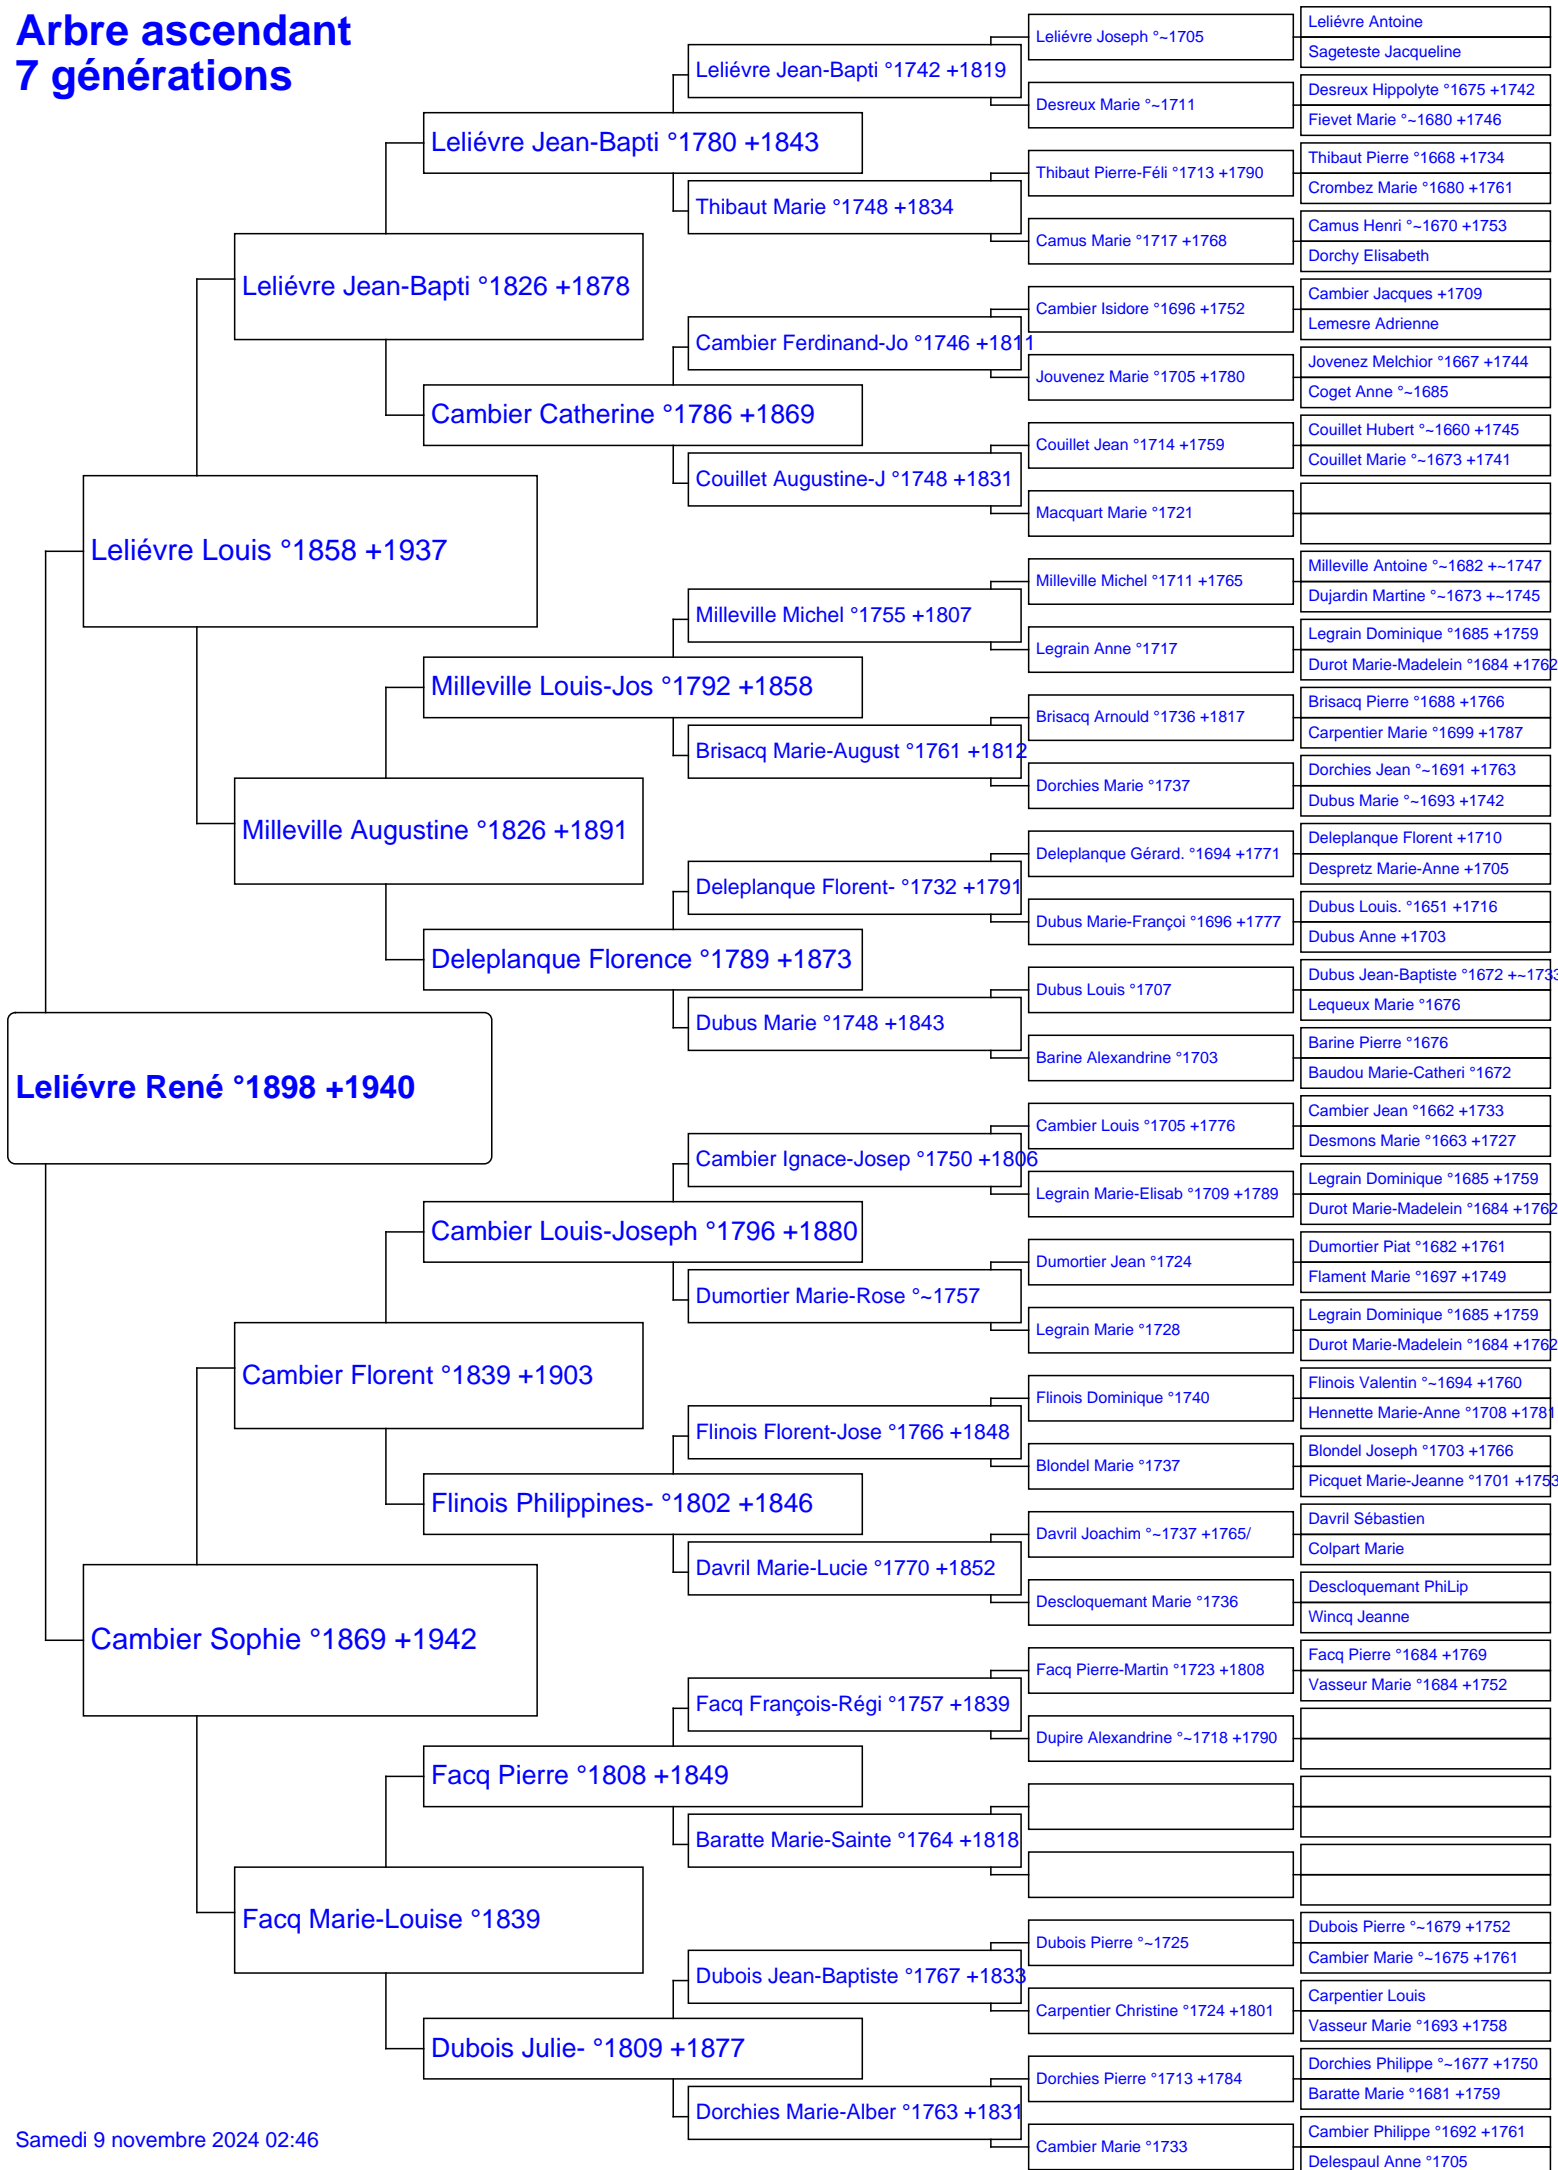 Arbre ascendant
7 générations
Leliévre René °1898 +1940
Leliévre Louis °1858 +1937
Cambier Sophie °1869 +1942
Leliévre Jean-Bapti °1826 +1878
Milleville Augustine °1826 +1891
Cambier Florent °1839 +1903
Facq Marie-Louise °1839
Leliévre Jean-Bapti °1780 +1843
Cambier Catherine °1786 +1869
Milleville Louis-Jos °1792 +1858
Deleplanque Florence °1789 +1873
Cambier Louis-Joseph °1796 +1880
Flinois Philippines- °1802 +1846
Facq Pierre °1808 +1849
Dubois Julie- °1809 +1877
Leliévre Jean-Bapti °1742 +1819
Thibaut Marie °1748 +1834
Cambier Ferdinand-Jo °1746 +1811
Couillet Augustine-J °1748 +1831
Milleville Michel °1755 +1807
Brisacq Marie-August °1761 +1812
Deleplanque Florent- °1732 +1791
Dubus Marie °1748 +1843
Cambier Ignace-Josep °1750 +1806
Dumortier Marie-Rose °~1757
Flinois Florent-Jose °1766 +1848
Davril Marie-Lucie °1770 +1852
Facq François-Régi °1757 +1839
Baratte Marie-Sainte °1764 +1818
Dubois Jean-Baptiste °1767 +1833
Dorchies Marie-Alber °1763 +1831
Leliévre Joseph °~1705
Desreux Marie °~1711
Thibaut Pierre-Féli °1713 +1790
Camus Marie °1717 +1768
Cambier Isidore °1696 +1752
Jouvenez Marie °1705 +1780
Couillet Jean °1714 +1759
Macquart Marie °1721
Milleville Michel °1711 +1765
Legrain Anne °1717
Brisacq Arnould °1736 +1817
Dorchies Marie °1737
Deleplanque Gérard. °1694 +1771
Dubus Marie-Françoi °1696 +1777
Dubus Louis °1707
Barine Alexandrine °1703
Cambier Louis °1705 +1776
Legrain Marie-Elisab °1709 +1789
Dumortier Jean °1724
Legrain Marie °1728
Flinois Dominique °1740
Blondel Marie °1737
Davril Joachim °~1737 +1765/
Descloquemant Marie °1736
Facq Pierre-Martin °1723 +1808
Dupire Alexandrine °~1718 +1790
Dubois Pierre °~1725
Carpentier Christine °1724 +1801
Dorchies Pierre °1713 +1784
Cambier Marie °1733
Leliévre Antoine
Sageteste Jacqueline
Desreux Hippolyte °1675 +1742
Fievet Marie °~1680 +1746
Thibaut Pierre °1668 +1734
Crombez Marie °1680 +1761
Camus Henri °~1670 +1753
Dorchy Elisabeth
Cambier Jacques +1709
Lemesre Adrienne
Jovenez Melchior °1667 +1744
Coget Anne °~1685
Couillet Hubert °~1660 +1745
Couillet Marie °~1673 +1741
Milleville Antoine °~1682 +~1747
Dujardin Martine °~1673 +~1745
Legrain Dominique °1685 +1759
Durot Marie-Madelein °1684 +1762
Brisacq Pierre °1688 +1766
Carpentier Marie °1699 +1787
Dorchies Jean °~1691 +1763
Dubus Marie °~1693 +1742
Deleplanque Florent +1710
Despretz Marie-Anne +1705
Dubus Louis. °1651 +1716
Dubus Anne +1703
Dubus Jean-Baptiste °1672 +~1733
Lequeux Marie °1676
Barine Pierre °1676
Baudou Marie-Catheri °1672
Cambier Jean °1662 +1733
Desmons Marie °1663 +1727
Legrain Dominique °1685 +1759
Durot Marie-Madelein °1684 +1762
Dumortier Piat °1682 +1761
Flament Marie °1697 +1749
Legrain Dominique °1685 +1759
Durot Marie-Madelein °1684 +1762
Flinois Valentin °~1694 +1760
Hennette Marie-Anne °1708 +1781
Blondel Joseph °1703 +1766
Picquet Marie-Jeanne °1701 +1753
Davril Sébastien
Colpart Marie
Descloquemant PhiLip
Wincq Jeanne
Facq Pierre °1684 +1769
Vasseur Marie °1684 +1752
Dubois Pierre °~1679 +1752
Cambier Marie °~1675 +1761
Carpentier Louis
Vasseur Marie °1693 +1758
Dorchies Philippe °~1677 +1750
Baratte Marie °1681 +1759
Cambier Philippe °1692 +1761
Delespaul Anne °1705
Samedi 9 novembre 2024 02:46